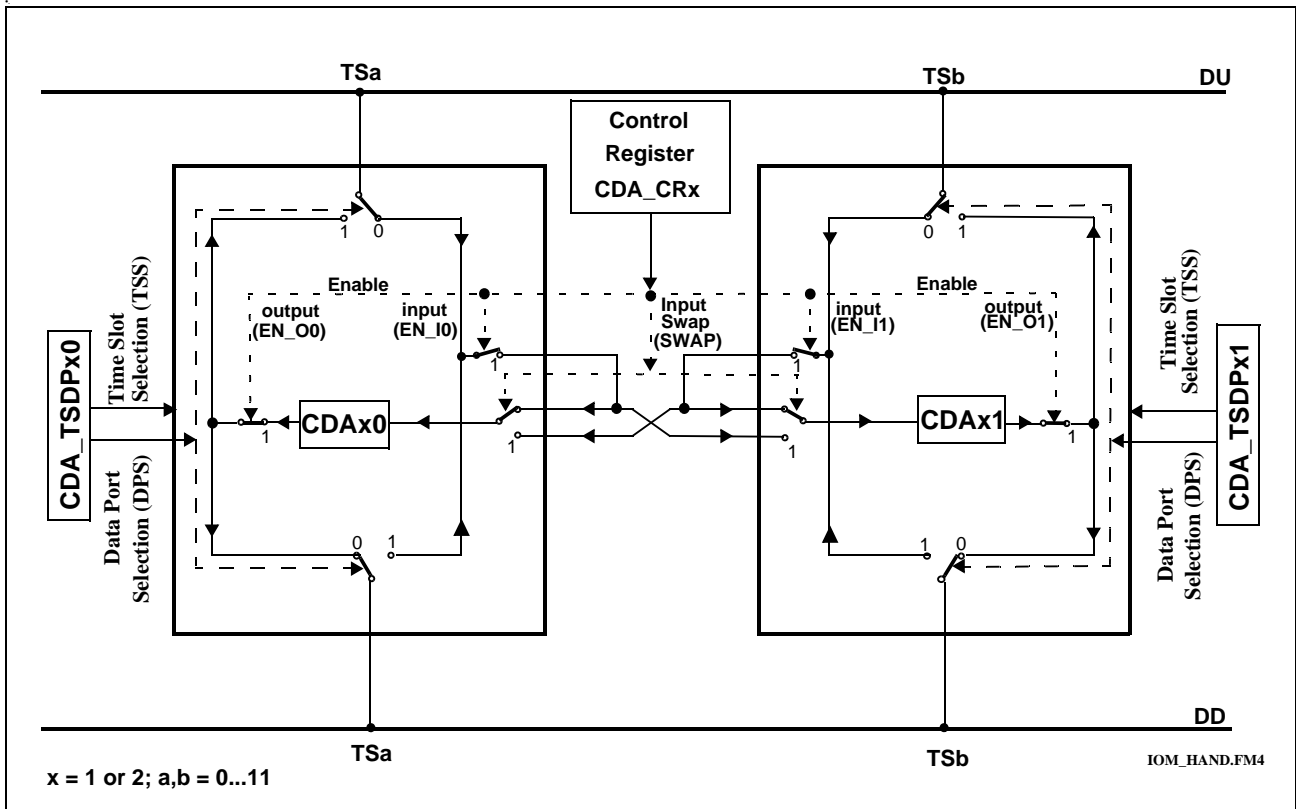 TSa
TSb
DU
Control
Register
CDA_CRx
1
0
0
1
Enable
Enable
output
(EN_O0)
input
(EN_I0)
Input
Swap
(SWAP)
input
(EN_I1)
output
(EN_O1)
CDA_TSDPx0
Time Slot
Selection (TSS)
Data Port
Selection (DPS)
1
1
1
CDAx0
1
1
CDAx1
1
Time Slot
Selection (TSS)
Data Port
Selection (DPS)
CDA_TSDPx1
0
1
1
0
DD
TSa
TSb
x = 1 or 2; a,b = 0...11
IOM_HAND.FM4